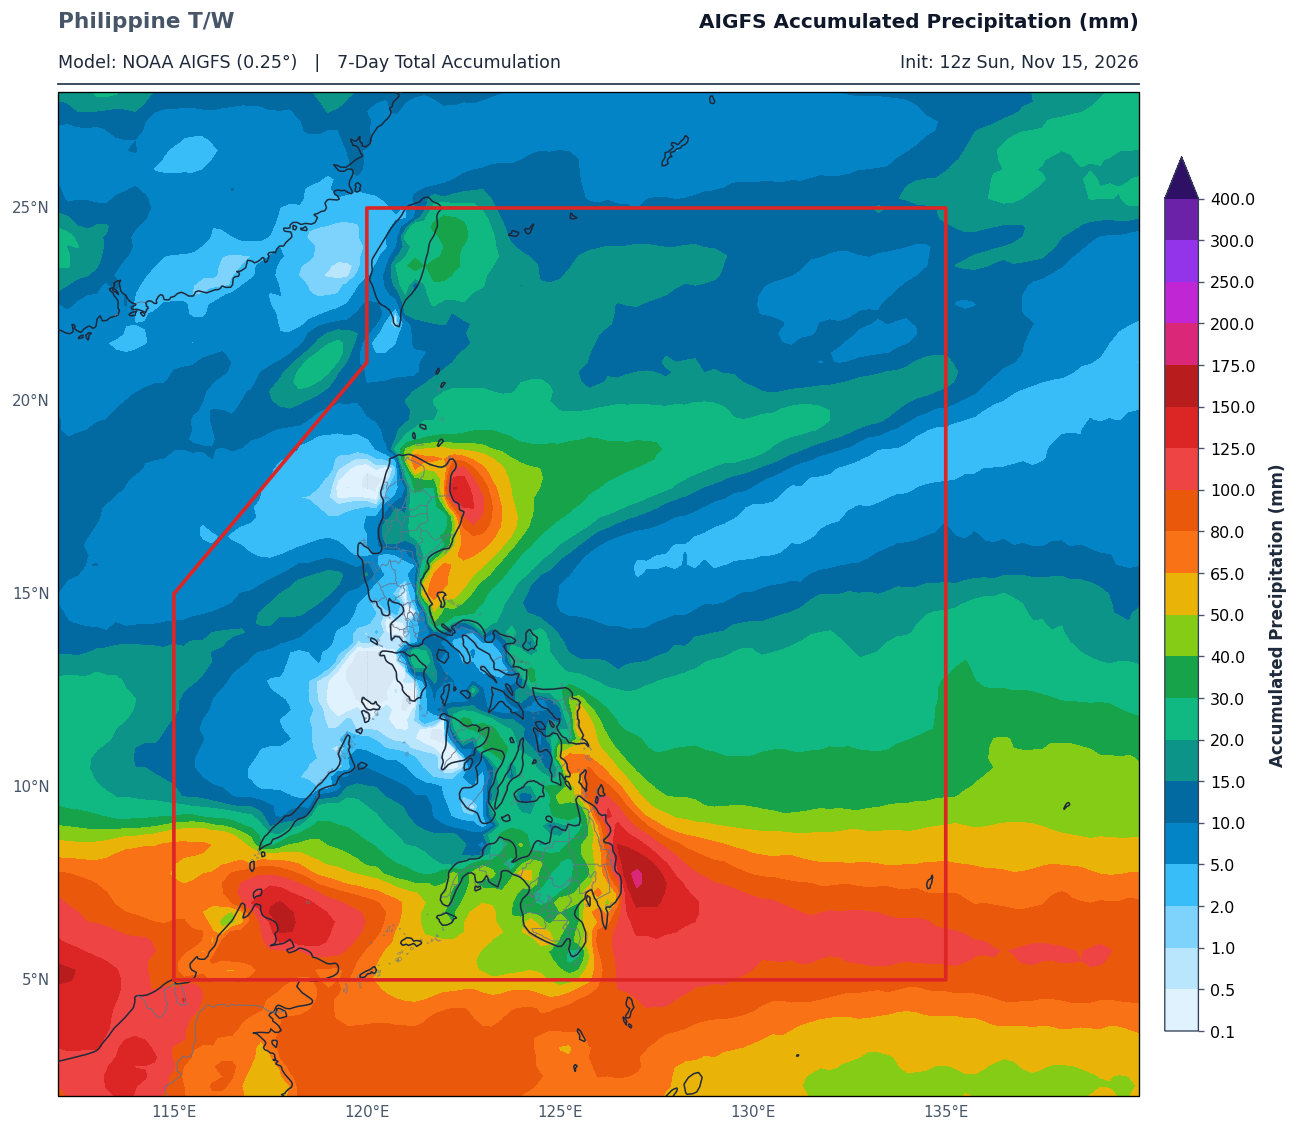 Philippine T/W
AIGFS Accumulated Precipitation (mm)
Model: NOAA AIGFS (0.25°) | 7-Day Total Accumulation
Init: 12z Sun, Nov 15, 2026
25°N
20°N
15°N
10°N
5°N
115°E
120°E
125°E
130°E
135°E
400.0
300.0
250.0
200.0
175.0
150.0
125.0
100.0
80.0
65.0
50.0
40.0
30.0
20.0
15.0
10.0
5.0
2.0
1.0
0.5
0.1
Accumulated Precipitation (mm)